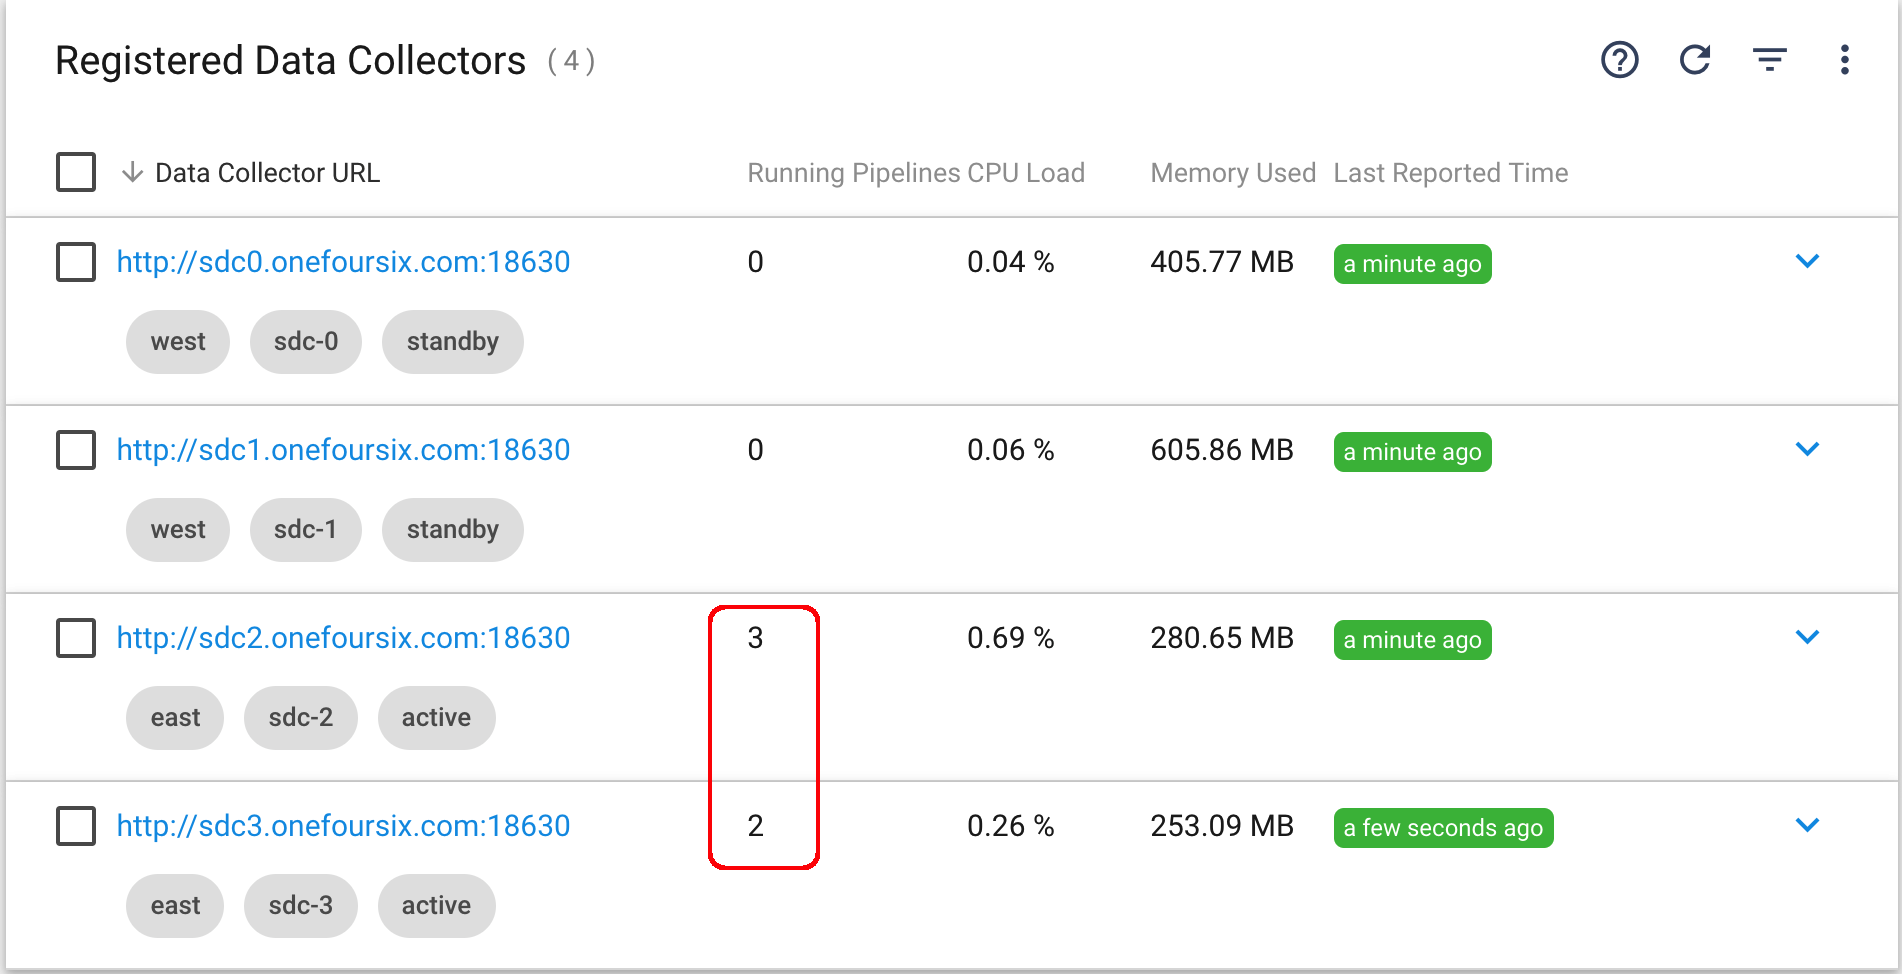 Registered Data Collectors ( 4 )
Data Collector URL Running Pipelines CPU Load Memory Used Last Reported Time
http://sdc0.onefoursix.com:18630 0 0.04 % 405.77 MB a minute ago
west sdc-0 standby
http://sdc1.onefoursix.com:18630 0 0.06 % 605.86 MB a minute ago
west sdc-1 standby
http://sdc2.onefoursix.com:18630 3 0.69 % 280.65 MB a minute ago
east sdc-2 active
http://sdc3.onefoursix.com:18630 2 0.26 % 253.09 MB a few seconds ago
east sdc-3 active